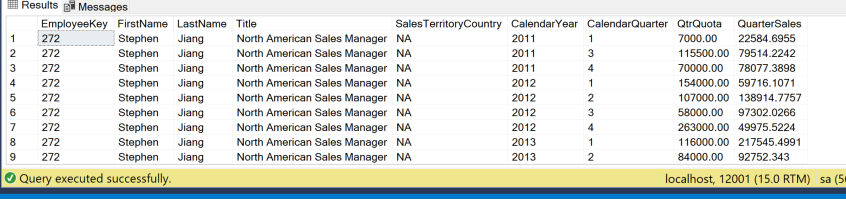 Results Messages
EmployeeKey FirstName LastName Title SalesTerritoryCountry CalendarYear CalendarQuarter QtrQuota QuarterSales
1 272 Stephen Jiang North American Sales Manager NA 2011 1 7000.00 22584.6955
2 272 Stephen Jiang North American Sales Manager NA 2011 3 115500.00 79514.2242
3 272 Stephen Jiang North American Sales Manager NA 2011 4 70000.00 78077.3898
4 272 Stephen Jiang North American Sales Manager NA 2012 1 154000.00 59716.1071
5 272 Stephen Jiang North American Sales Manager NA 2012 2 107000.00 138914.7757
6 272 Stephen Jiang North American Sales Manager NA 2012 3 58000.00 97302.0266
7 272 Stephen Jiang North American Sales Manager NA 2012 4 263000.00 49975.5224
8 272 Stephen Jiang North American Sales Manager NA 2013 1 116000.00 217545.4991
9 272 Stephen Jiang North American Sales Manager NA 2013 2 84000.00 92752.343
Query executed successfully. localhost, 12001 (15.0 RTM) sa (5